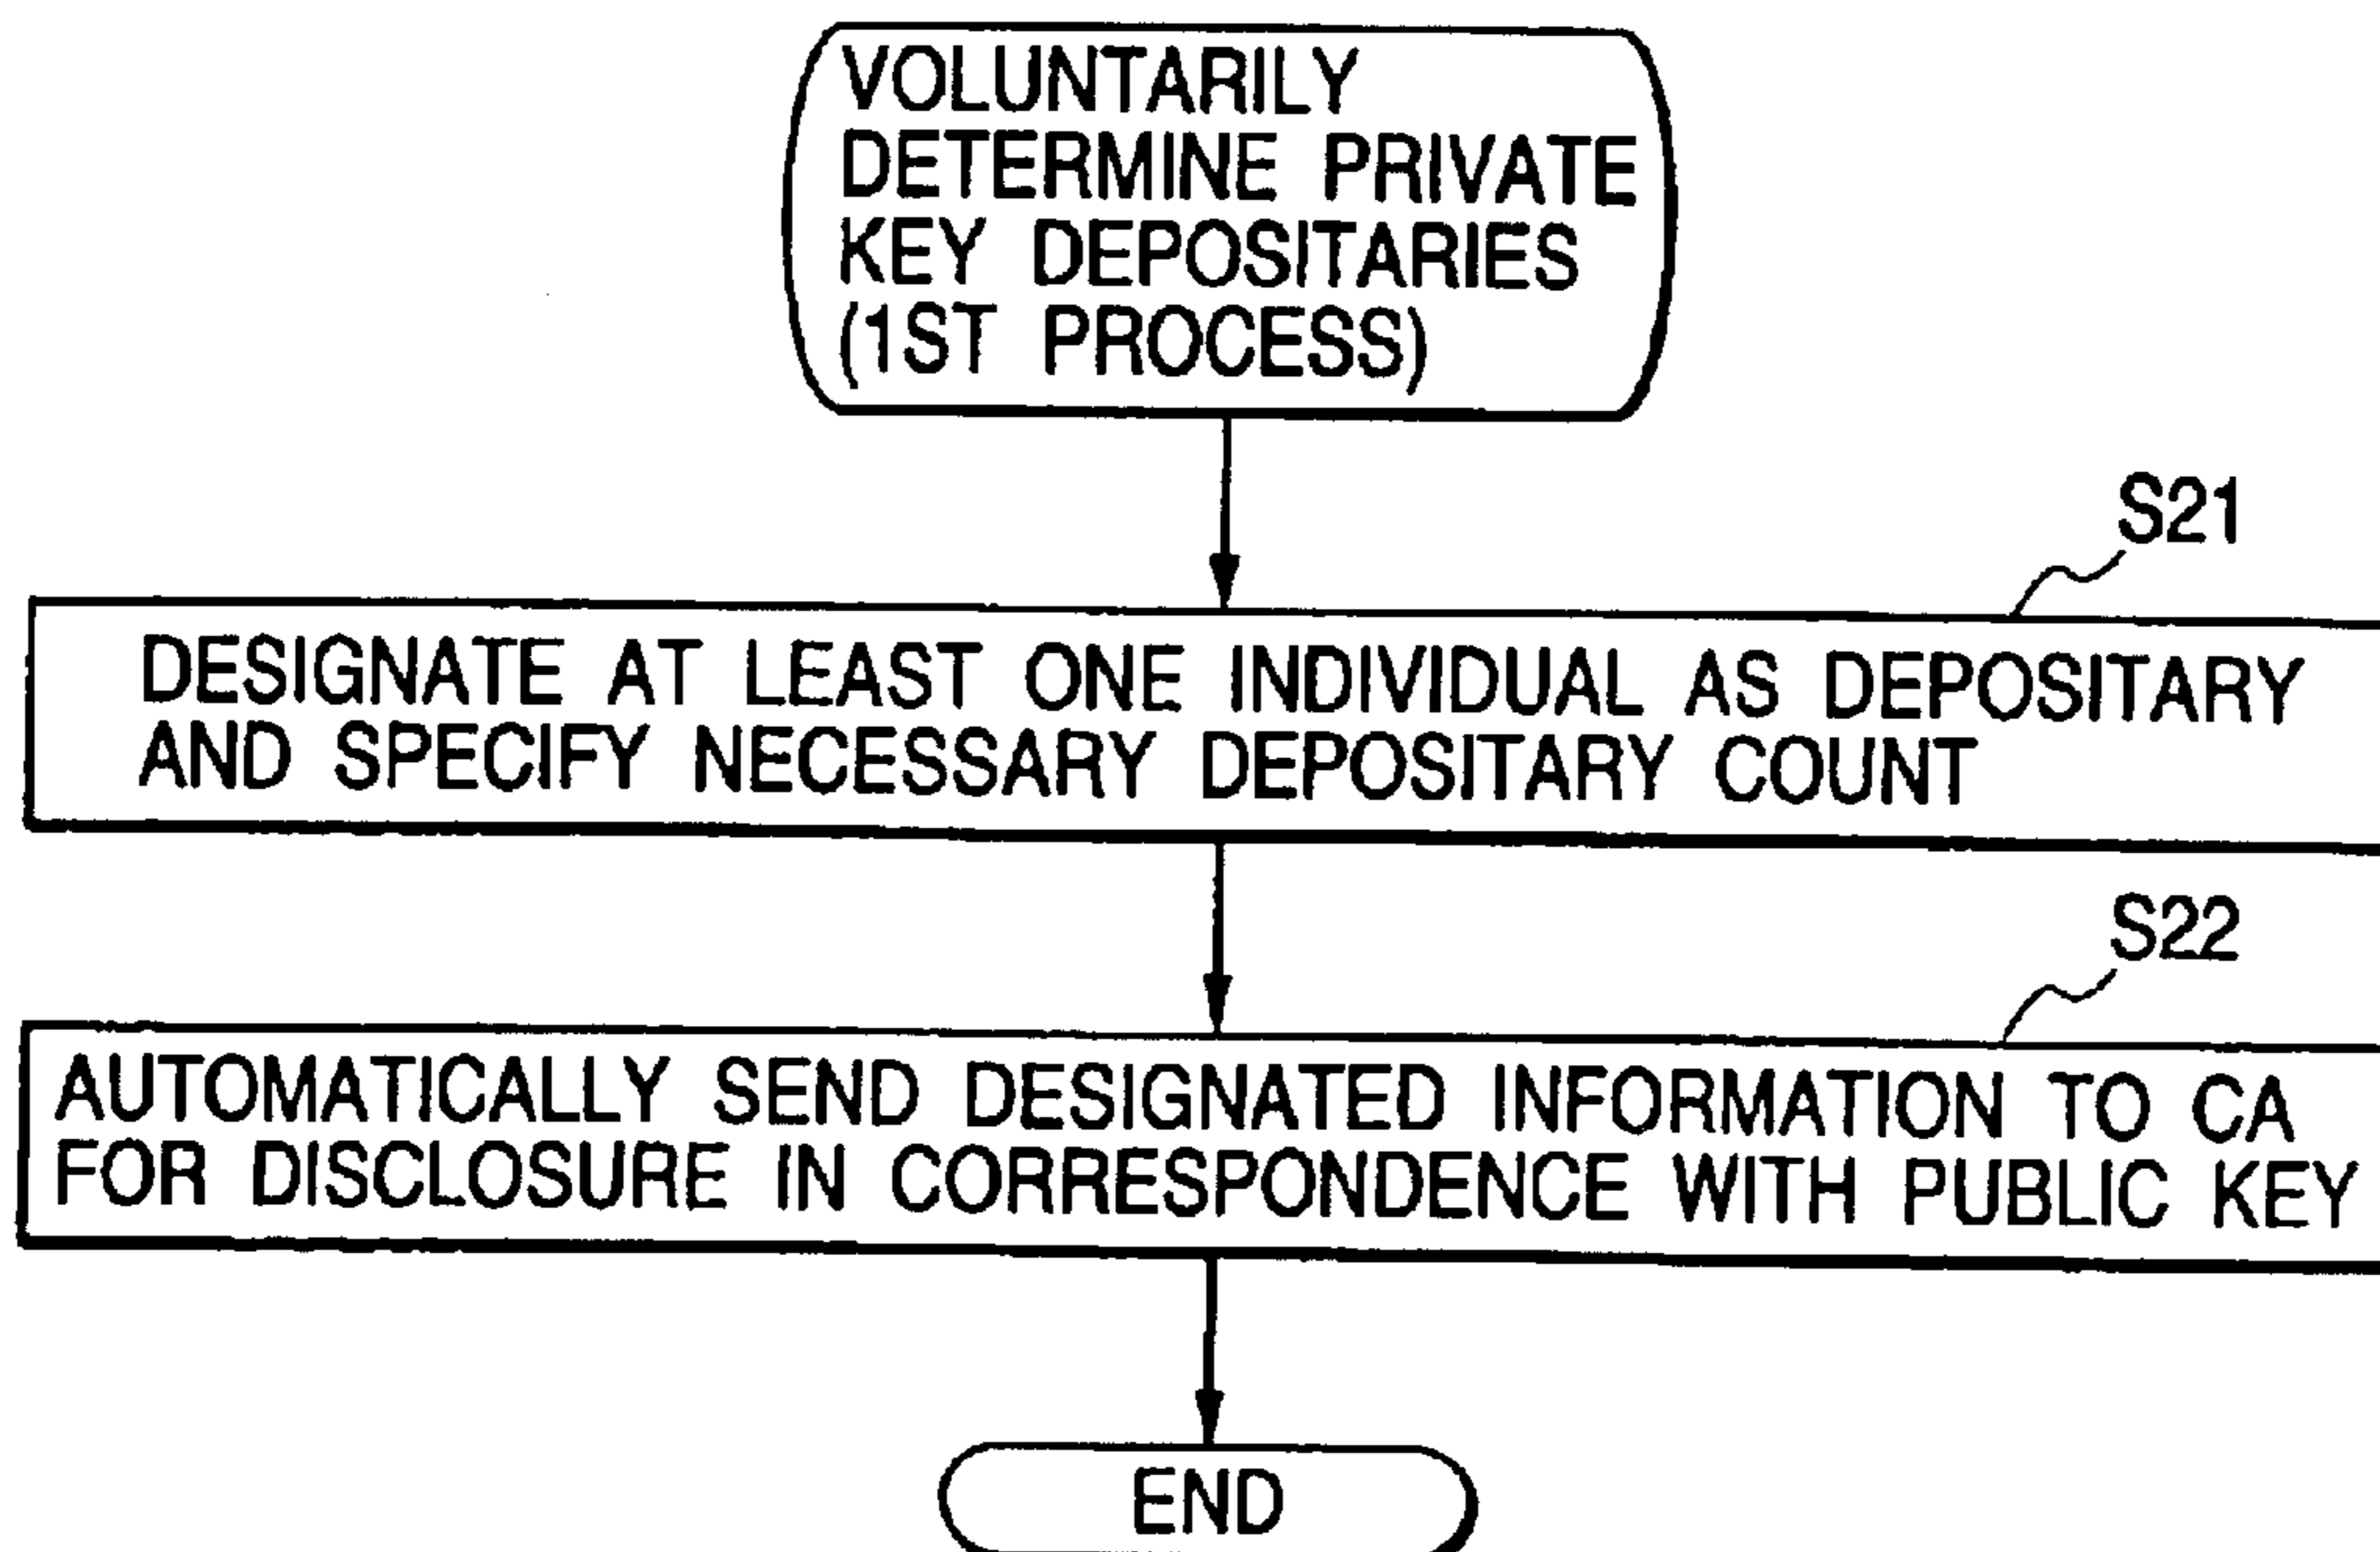 VOLUNTARILY
DETERMINE PRIVATE
KEY DEPOSITARIES
(1ST PROCESS)
S21
DESIGNATE AT LEAST ONE INDIVIDUAL AS DEPOSITARY
AND SPECIFY NECESSARY DEPOSITARY COUNT
S22
AUTOMATICALLY SEND DESIGNATED INFORMATION TO CA
FOR DISCLOSURE IN CORRESPONDENCE WITH PUBLIC KEY
END